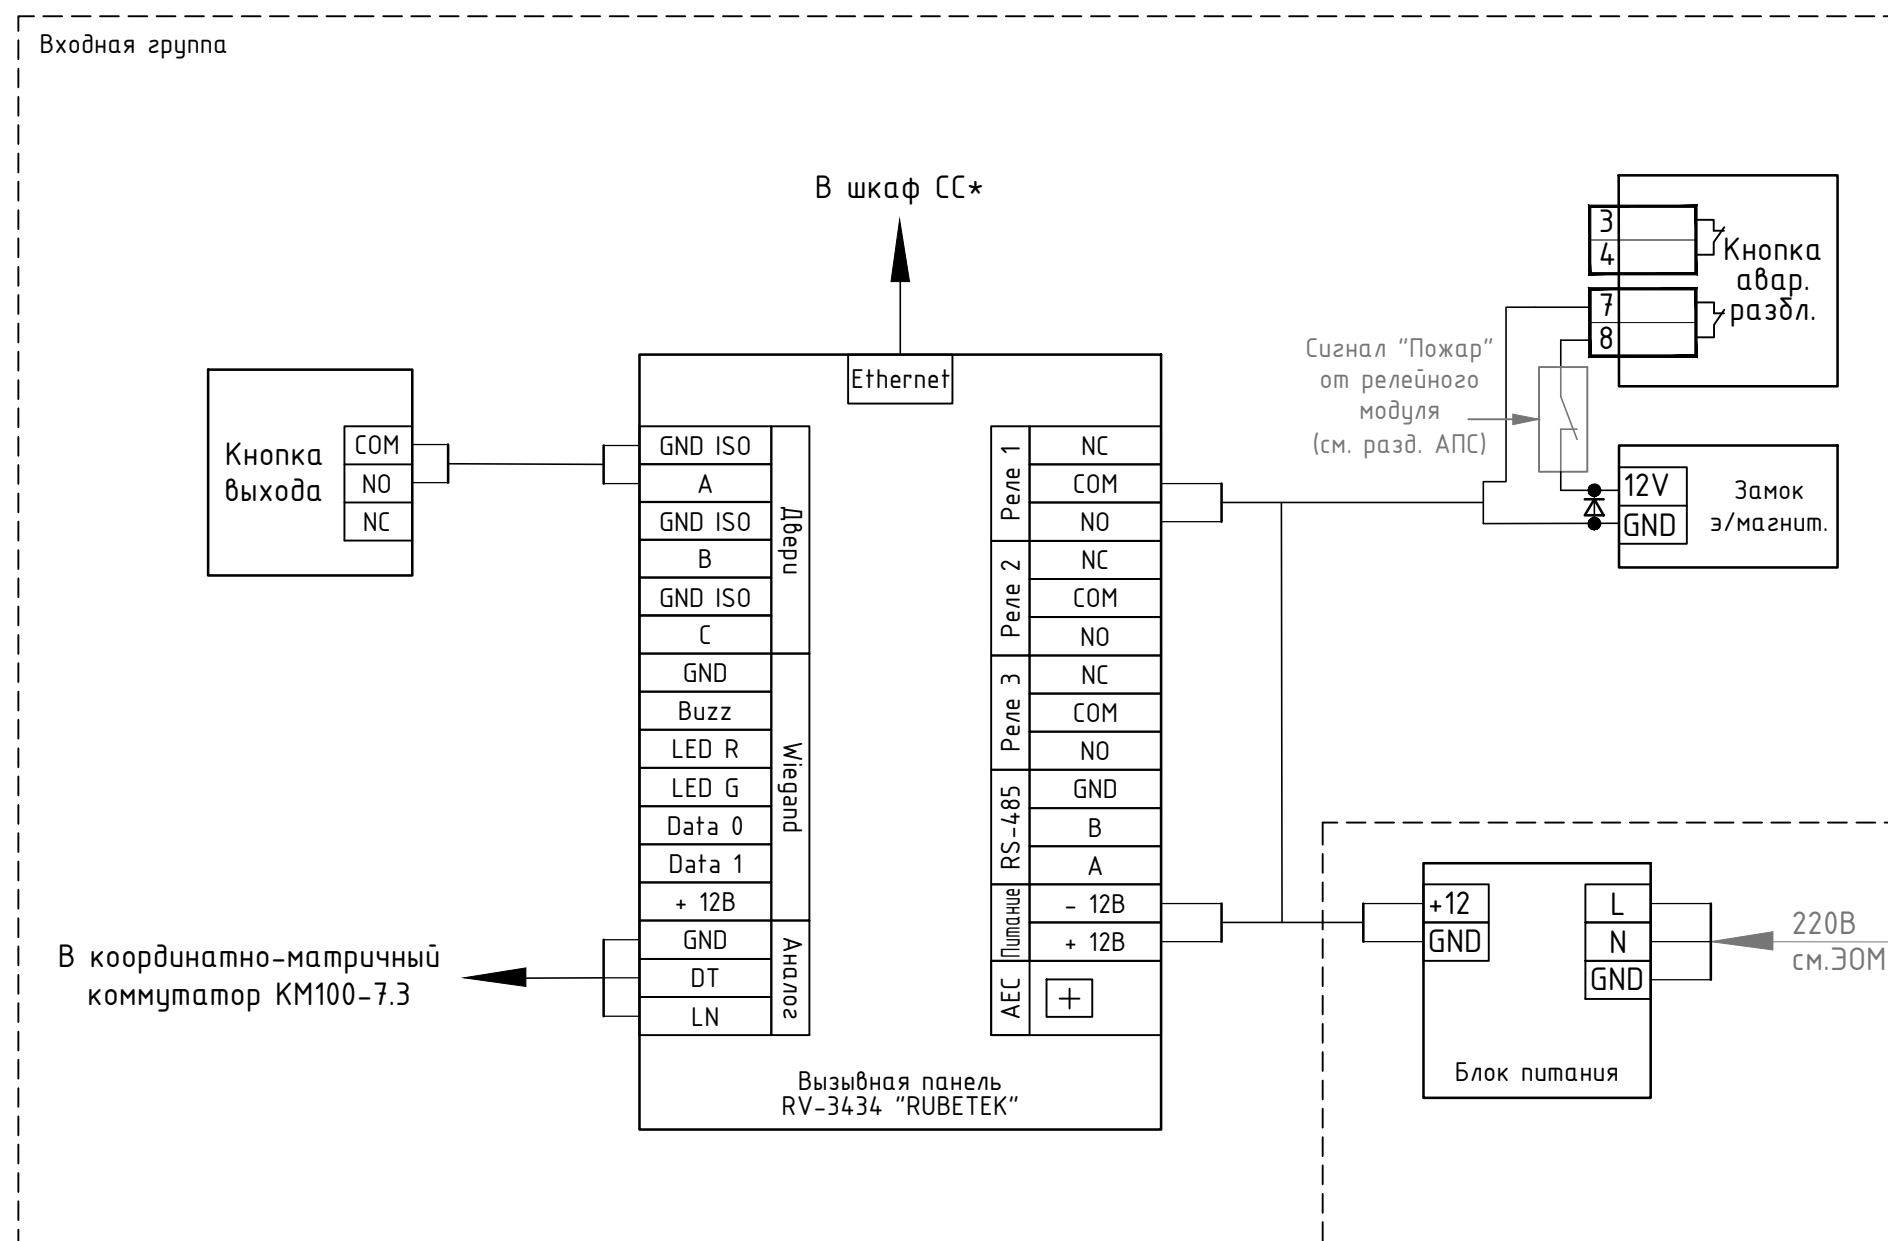 Входная группа
В шкаф СС*
Ethernet
Кнопка
выхода
COM
NO
NC
GND ISO
A
GND ISO
B
GND ISO
C
Двери
GND
Buzz
LED R
LED G
Data 0
Data 1
+ 12В
Wiegand
GND
DT
LN
Аналог
В координатно-матричный
коммутатор КМ100-7.3
Реле 1
NC
COM
NO
Реле 2
NC
COM
NO
Реле 3
NC
COM
NO
RS-485
GND
B
A
Питание
- 12В
+ 12В
AEC
+
Вызывная панель
RV-3434 "RUBETEK"
Сигнал "Пожар"
от релейного
модуля
(см. разд. АПС)
3
4
7
8
Кнопка
авар.
разбл.
12V
GND
Замок
э/магнит.
+12
GND
L
N
GND
Блок питания
220В
см.ЭОМ